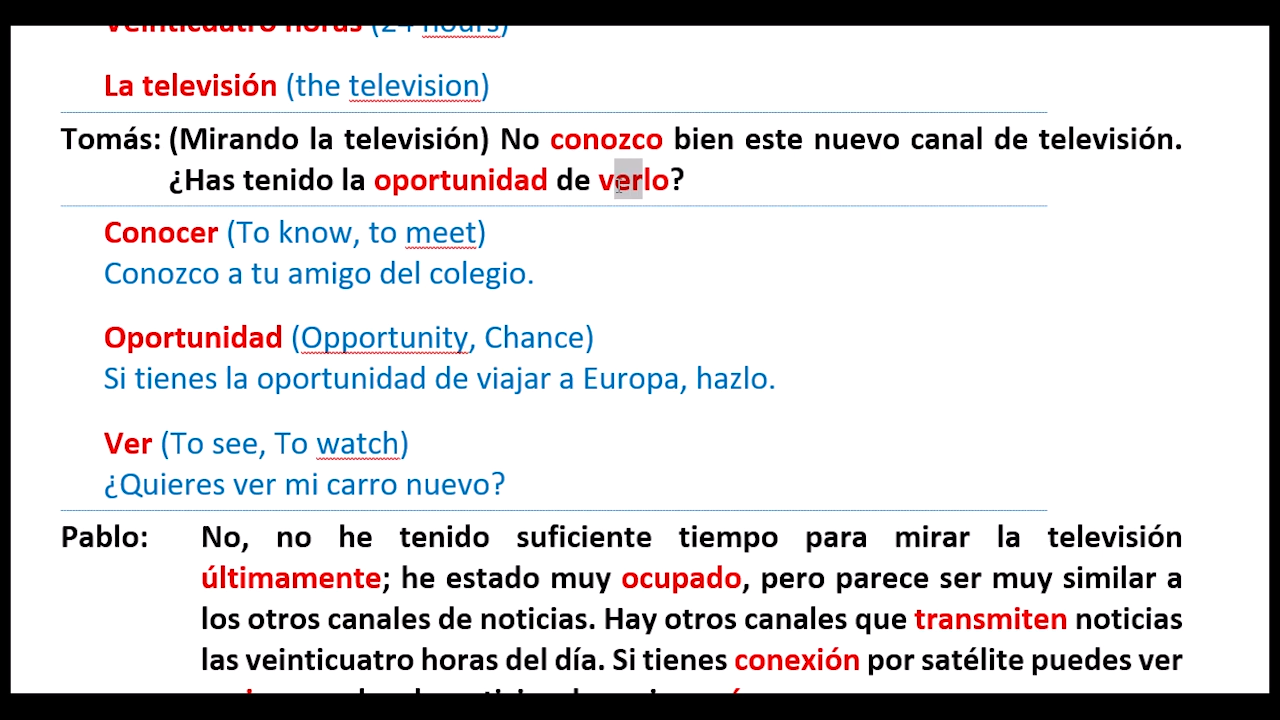 Veinticuatro horas (24 hours)
La televisión (the television)
Tomás: (Mirando la televisión) No conozco bien este nuevo canal de televisión.
¿Has tenido la oportunidad de verlo?
Conocer (To know, to meet)
Conozco a tu amigo del colegio.
Oportunidad (Opportunity, Chance)
Si tienes la oportunidad de viajar a Europa, hazlo.
Ver (To see, To watch)
¿Quieres ver mi carro nuevo?
Pablo: No, no he tenido suficiente tiempo para mirar la televisión
últimamente; he estado muy ocupado, pero parece ser muy similar a
los otros canales de noticias. Hay otros canales que transmiten noticias
las veinticuatro horas del día. Si tienes conexión por satélite puedes ver